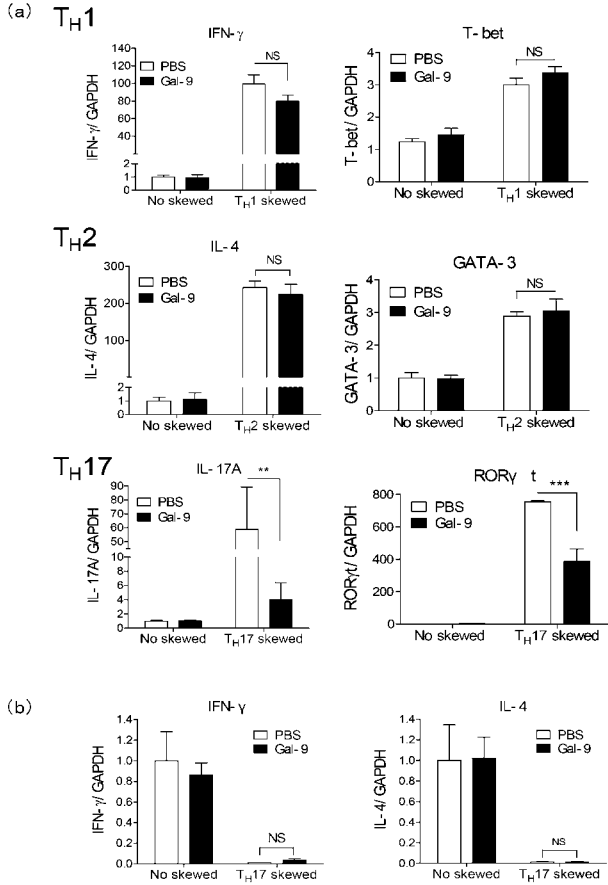 (a) TH1
IFN-γ
IFN-γ/ GAPDH
120
100
80
60
40
2
1
0
PBS
Gal-9
NS
No skewed
TH1 skewed
T-bet
T-bet/ GAPDH
4
3
2
1
0
PBS
Gal-9
NS
No skewed
TH1 skewed
TH2
IL-4
IL-4/ GAPDH
300
200
100
2
1
0
PBS
Gal-9
NS
No skewed
TH2 skewed
GATA-3
GATA-3/ GAPDH
4
3
2
1
0
PBS
Gal-9
NS
No skewed
TH2 skewed
TH17
IL-17A
IL-17A/ GAPDH
90
80
70
60
50
10
8
6
4
2
0
PBS
Gal-9
**
No skewed
TH17 skewed
RORγ t
RORγt/ GAPDH
800
600
400
200
0
PBS
Gal-9
***
No skewed
TH17 skewed
(b)
IFN-γ
IFN-γ/ GAPDH
1.4
1.2
1.0
0.8
0.6
0.4
0.2
0.0
PBS
Gal-9
NS
No skewed
TH17 skewed
IL-4
IL-4/ GAPDH
1.4
1.2
1.0
0.8
0.6
0.4
0.2
0.0
PBS
Gal-9
NS
No skewed
TH17 skewed